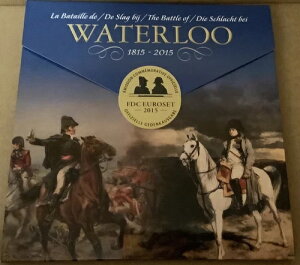 La Bataille de / De Slag bij / The Battle of / Die Schlacht bei
WATERLOO
1815 - 2015
FDC EUROSET
2015